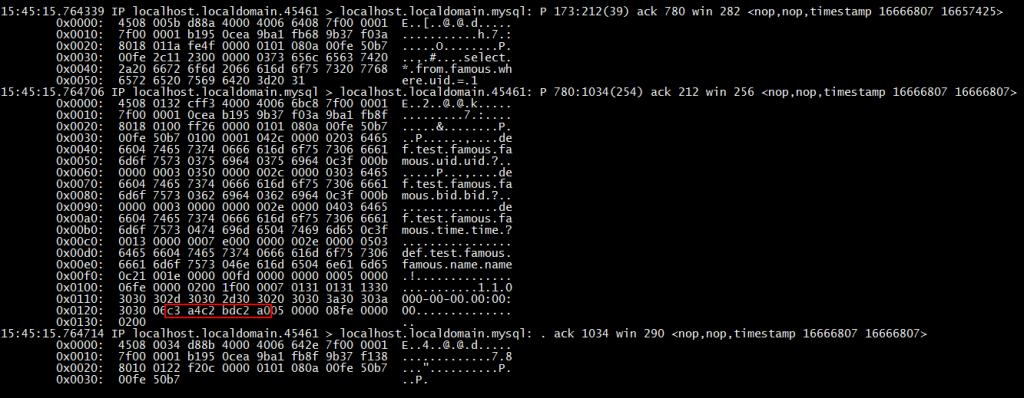 15:45:15.764339 IP localhost.localdomain.45461 > localhost.localdomain.mysql: P 173:212(39) ack 780 win 282 <nop,nop,timestamp 16666807 16657425>
0x0000: 4508 005b d88a 4000 4006 6408 7f00 0001 E..[..@.@.d.....
0x0010: 7f00 0001 b195 0cea 9ba1 fb68 9b37 f03a ...........h.7.:
0x0020: 8018 011a fe4f 0000 0101 080a 00fe 50b7 .....O........P.
0x0030: 00fe 2c11 2300 0000 0373 656c 6563 7420 ..,.#....select.
0x0040: 2a20 6672 6f6d 2066 616d 6f75 7320 7768 *.from.famous.wh
0x0050: 6572 6520 7569 6420 3d20 31 ere.uid.=.1
15:45:15.764706 IP localhost.localdomain.mysql > localhost.localdomain.45461: P 780:1034(254) ack 212 win 256 <nop,nop,timestamp 16666807 16666807>
0x0000: 4508 0132 cff3 4000 4006 6bc8 7f00 0001 E..2..@.@.k.....
0x0010: 7f00 0001 0cea b195 9b37 f03a 9ba1 fb8f .........7.:....
0x0020: 8018 0100 ff26 0000 0101 080a 00fe 50b7 .....&........P.
0x0030: 00fe 50b7 0100 0001 042c 0000 0203 6465 ..P......,....de
0x0040: 6604 7465 7374 0666 616d 6f75 7306 6661 f.test.famous.fa
0x0050: 6d6f 7573 0375 6964 0375 6964 0c3f 000b mous.uid.uid.?..
0x0060: 0000 0003 0350 0000 002c 0000 0303 6465 .....P...,....de
0x0070: 6604 7465 7374 0666 616d 6f75 7306 6661 f.test.famous.fa
0x0080: 6d6f 7573 0362 6964 0362 6964 0c3f 000b mous.bid.bid.?..
0x0090: 0000 0003 0000 0000 002e 0000 0403 6465 ..............de
0x00a0: 6604 7465 7374 0666 616d 6f75 7306 6661 f.test.famous.fa
0x00b0: 6d6f 7573 0474 696d 6504 7469 6d65 0c3f mous.time.time.?
0x00c0: 0013 0000 0007 e000 0000 002e 0000 0503 ................
0x00d0: 6465 6604 7465 7374 0666 616d 6f75 7306 def.test.famous.
0x00e0: 6661 6d6f 7573 046e 616d 6504 6e61 6d65 famous.name.name
0x00f0: 0c21 001e 0000 00fd 0000 0000 0005 0000 .!..............
0x0100: 06fe 0000 0200 1f00 0007 0131 0131 1330 ...........1.1.0
0x0110: 3030 302d 3030 2d30 3020 3030 3a30 303a 000-00-00.00:00:
0x0120: 3030 06c3 a4c2 bdc2 a005 0000 08fe 0000 00..............
0x0130: 0200 ..
15:45:15.764714 IP localhost.localdomain.45461 > localhost.localdomain.mysql: . ack 1034 win 290 <nop,nop,timestamp 16666807 16666807>
0x0000: 4508 0034 d88b 4000 4006 642e 7f00 0001 E..4..@.@.d.....
0x0010: 7f00 0001 b195 0cea 9ba1 fb8f 9b37 f138 .............7.8
0x0020: 8010 0122 f20c 0000 0101 080a 00fe 50b7 ..."..........P.
0x0030: 00fe 50b7 ..P.